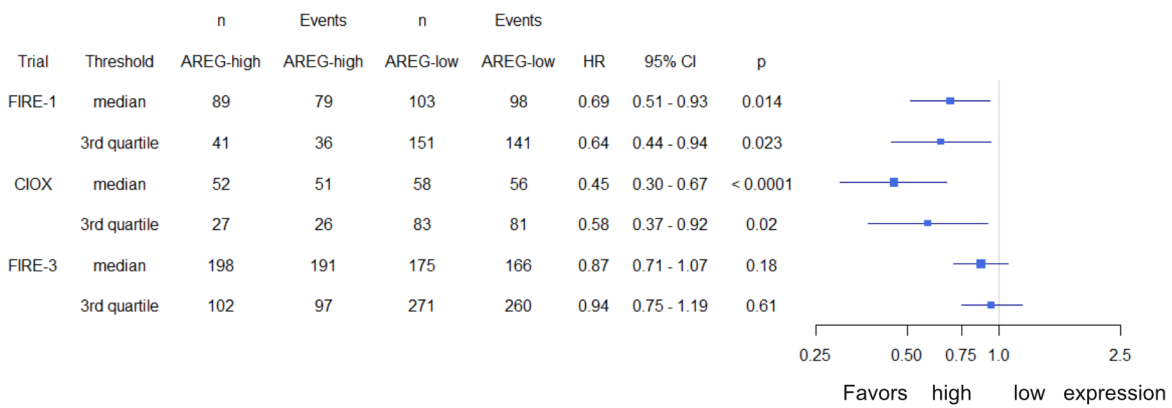 n Events n Events
Trial Threshold AREG-high AREG-high AREG-low AREG-low HR 95% CI p
FIRE-1 median 89 79 103 98 0.69 0.51 - 0.93 0.014
3rd quartile 41 36 151 141 0.64 0.44 - 0.94 0.023
CIOX median 52 51 58 56 0.45 0.30 - 0.67 < 0.0001
3rd quartile 27 26 83 81 0.58 0.37 - 0.92 0.02
FIRE-3 median 198 191 175 166 0.87 0.71 - 1.07 0.18
3rd quartile 102 97 271 260 0.94 0.75 - 1.19 0.61
0.25 0.50 0.75 1.0 2.5
Favors high low expression